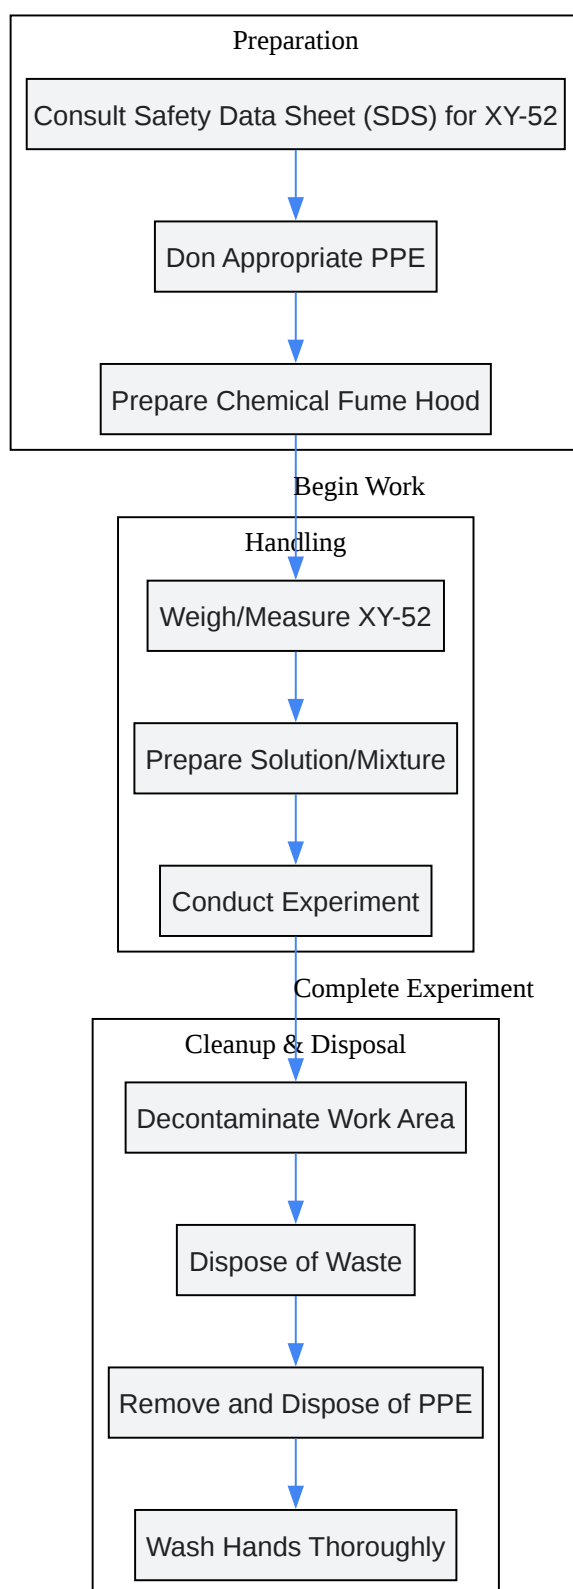 Preparation
Consult Safety Data Sheet (SDS) for XY-52
Don Appropriate PPE
Prepare Chemical Fume Hood
Begin Work
Handling
Weigh/Measure XY-52
Prepare Solution/Mixture
Conduct Experiment
Complete Experiment
Cleanup & Disposal
Decontaminate Work Area
Dispose of Waste
Remove and Dispose of PPE
Wash Hands Thoroughly